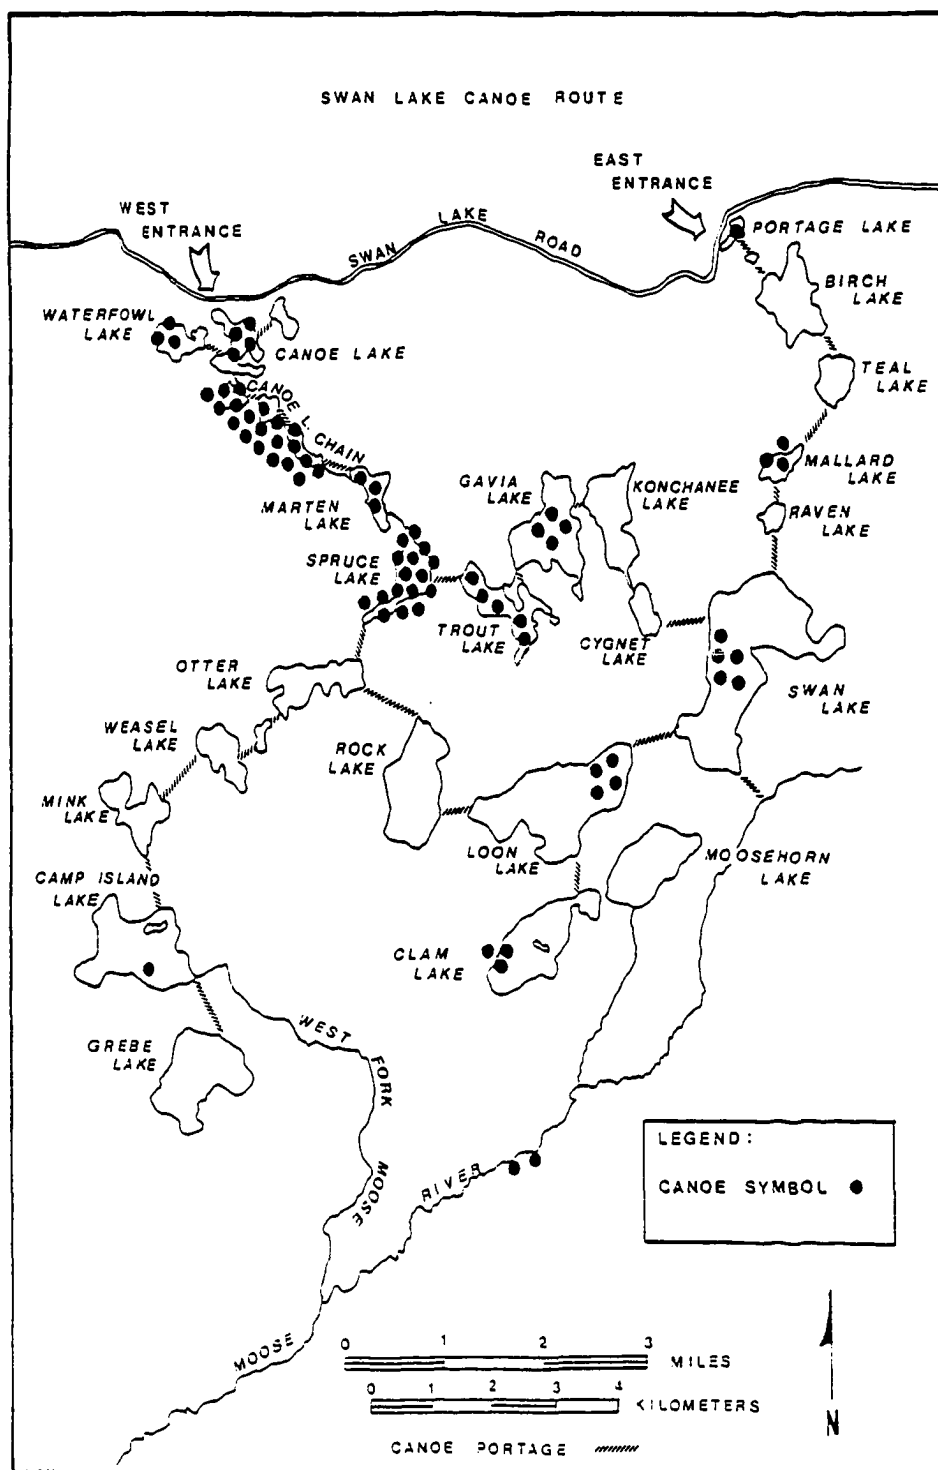 SWAN LAKE CANOE ROUTE
EAST
ENTRANCE
WEST
ENTRANCE
SWAN LAKE ROAD
PORTAGE LAKE
BIRCH
LAKE
WATERFOWL
LAKE
CANOE LAKE
TEAL
LAKE
CANOE L. CHAIN
MALLARD
LAKE
GAVIA
LAKE
KONCHANEE
LAKE
MARTEN
LAKE
RAVEN
LAKE
SPRUCE
LAKE
TROUT
LAKE
CYGNET
LAKE
OTTER
LAKE
SWAN
LAKE
WEASEL
LAKE
ROCK
LAKE
MINK
LAKE
LOON
LAKE
MOOSEHORN
LAKE
CAMP ISLAND
LAKE
CLAM
LAKE
GREBE
LAKE
WEST FORK MOOSE
RIVER
MOOSE
LEGEND:
CANOE SYMBOL
0 1 2 3
MILES
0 1 2 3 4
KILOMETERS
CANOE PORTAGE
N